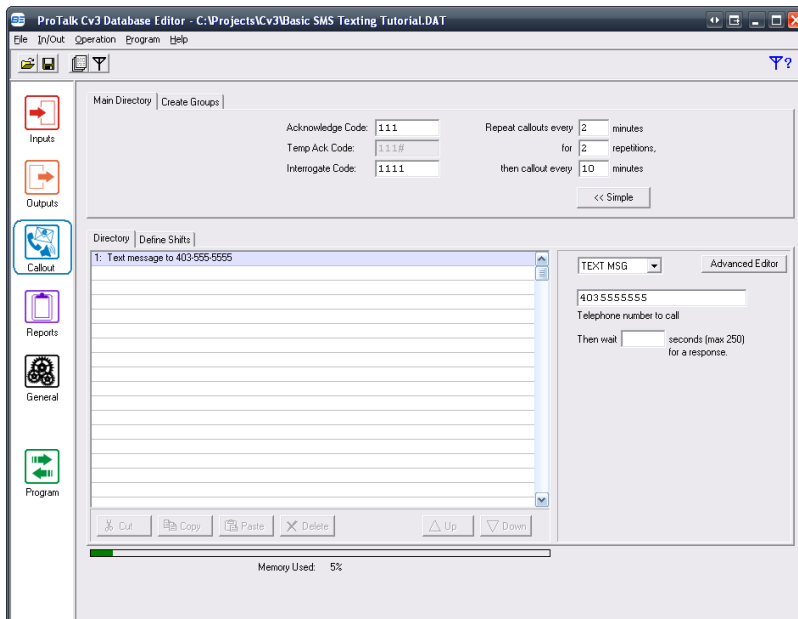 ProTalk Cv3 Database Editor - C:\Projects\Cv3\Basic SMS Texting Tutorial.DAT
File In/Out Operation Program Help
?
Main Directory Create Groups
Acknowledge Code: 111 Repeat callouts every 2 minutes
Temp Ack Code: 111# for 2 repetitions,
Interrogate Code: 1111 then callout every 10 minutes
<< Simple
Inputs
Outputs
Callout
Reports
General
Program
Directory Define Shifts
1: Text message to 403-555-5555
TEXT MSG Advanced Editor
4035555555
Telephone number to call
Then wait seconds (max 250)
for a response.
Cut Copy Paste Delete Up Down
Memory Used: 5%